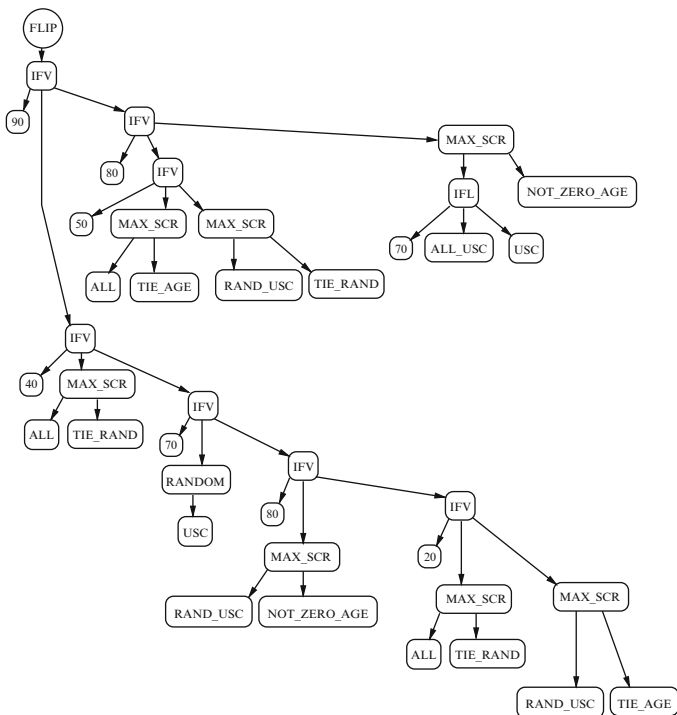 FLIP
IFV
90
IFV
80
IFV
50
MAX_SCR
ALL
TIE_AGE
MAX_SCR
RAND_USC
TIE_RAND
MAX_SCR
IFL
70
ALL_USC
USC
NOT_ZERO_AGE
IFV
40
MAX_SCR
ALL
TIE_RAND
IFV
70
RANDOM
USC
IFV
80
MAX_SCR
RAND_USC
NOT_ZERO_AGE
IFV
20
MAX_SCR
ALL
TIE_RAND
MAX_SCR
RAND_USC
TIE_AGE